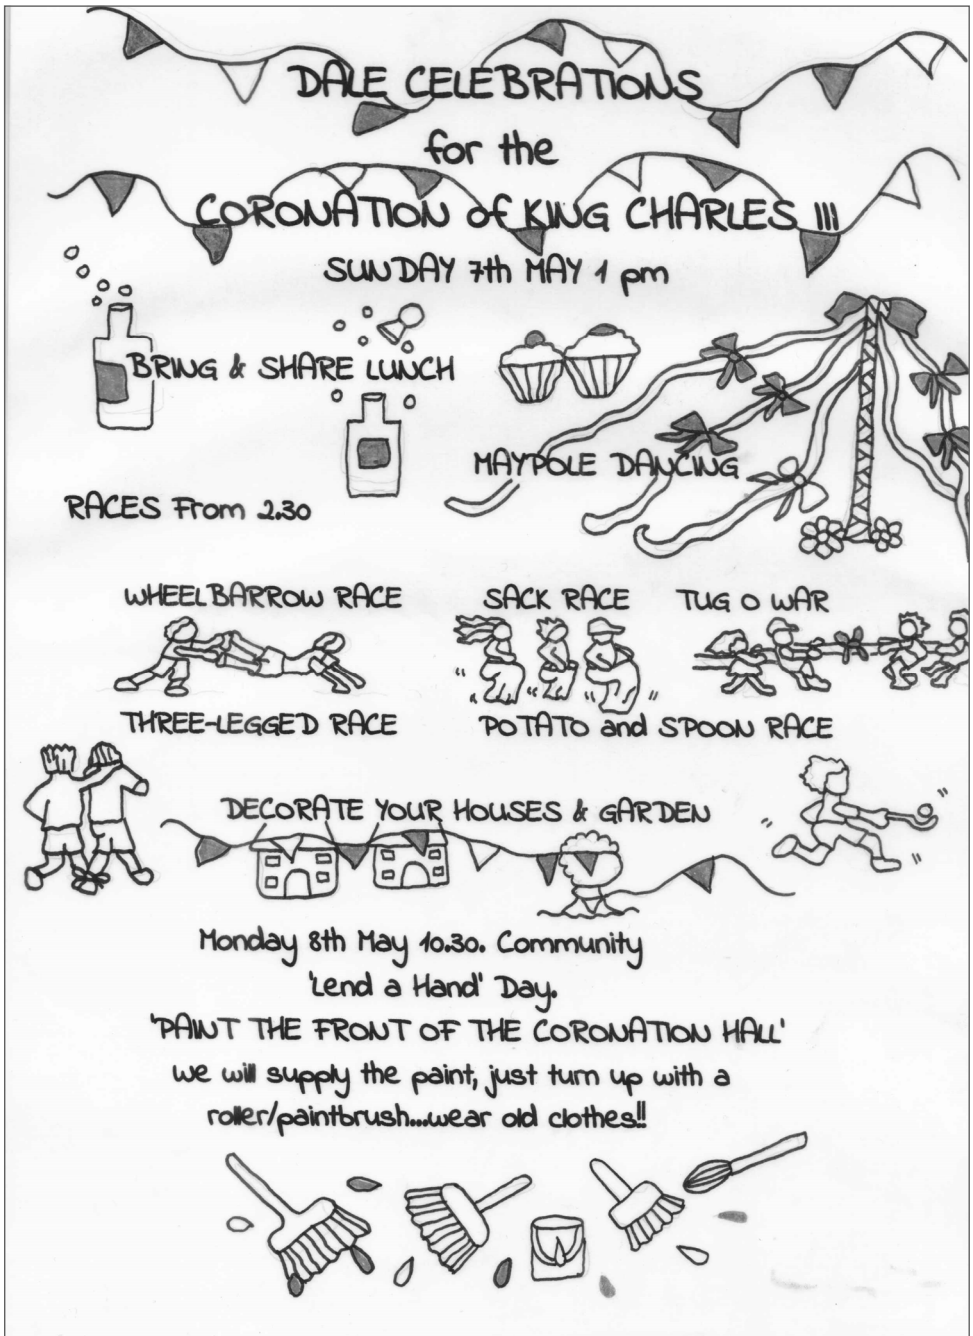 DALE CELEBRATIONS
for the
CORONATION of KING CHARLES III
SUNDAY 7th MAY 1 pm
BRING & SHARE LUNCH
MAYPOLE DANCING
RACES From 2.30
WHEELBARROW RACE
SACK RACE
TUG O WAR
THREE-LEGGED RACE
POTATO and SPOON RACE
DECORATE YOUR HOUSES & GARDEN
Monday 8th May 10.30. Community
'Lend a Hand' Day.
'PAINT THE FRONT OF THE CORONATION HALL'
we will supply the paint, just turn up with a
roller/paintbrush...wear old clothes!!